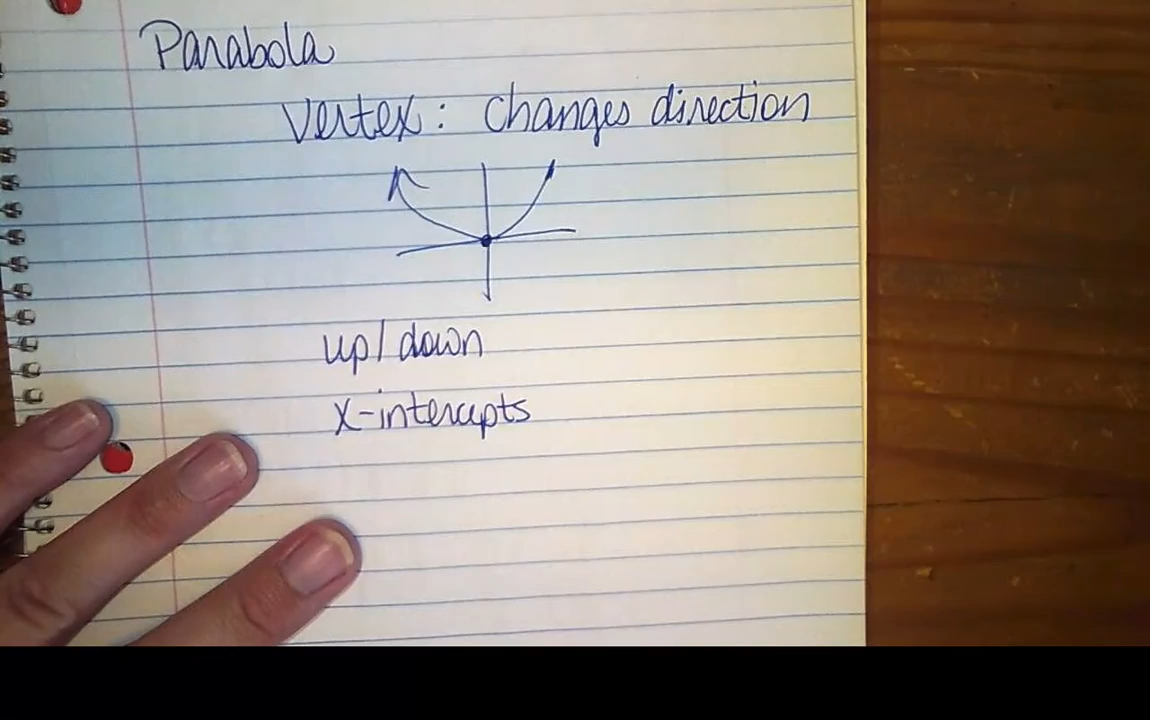 Parabola
Vertex: Changes direction
up/down
x-intercepts